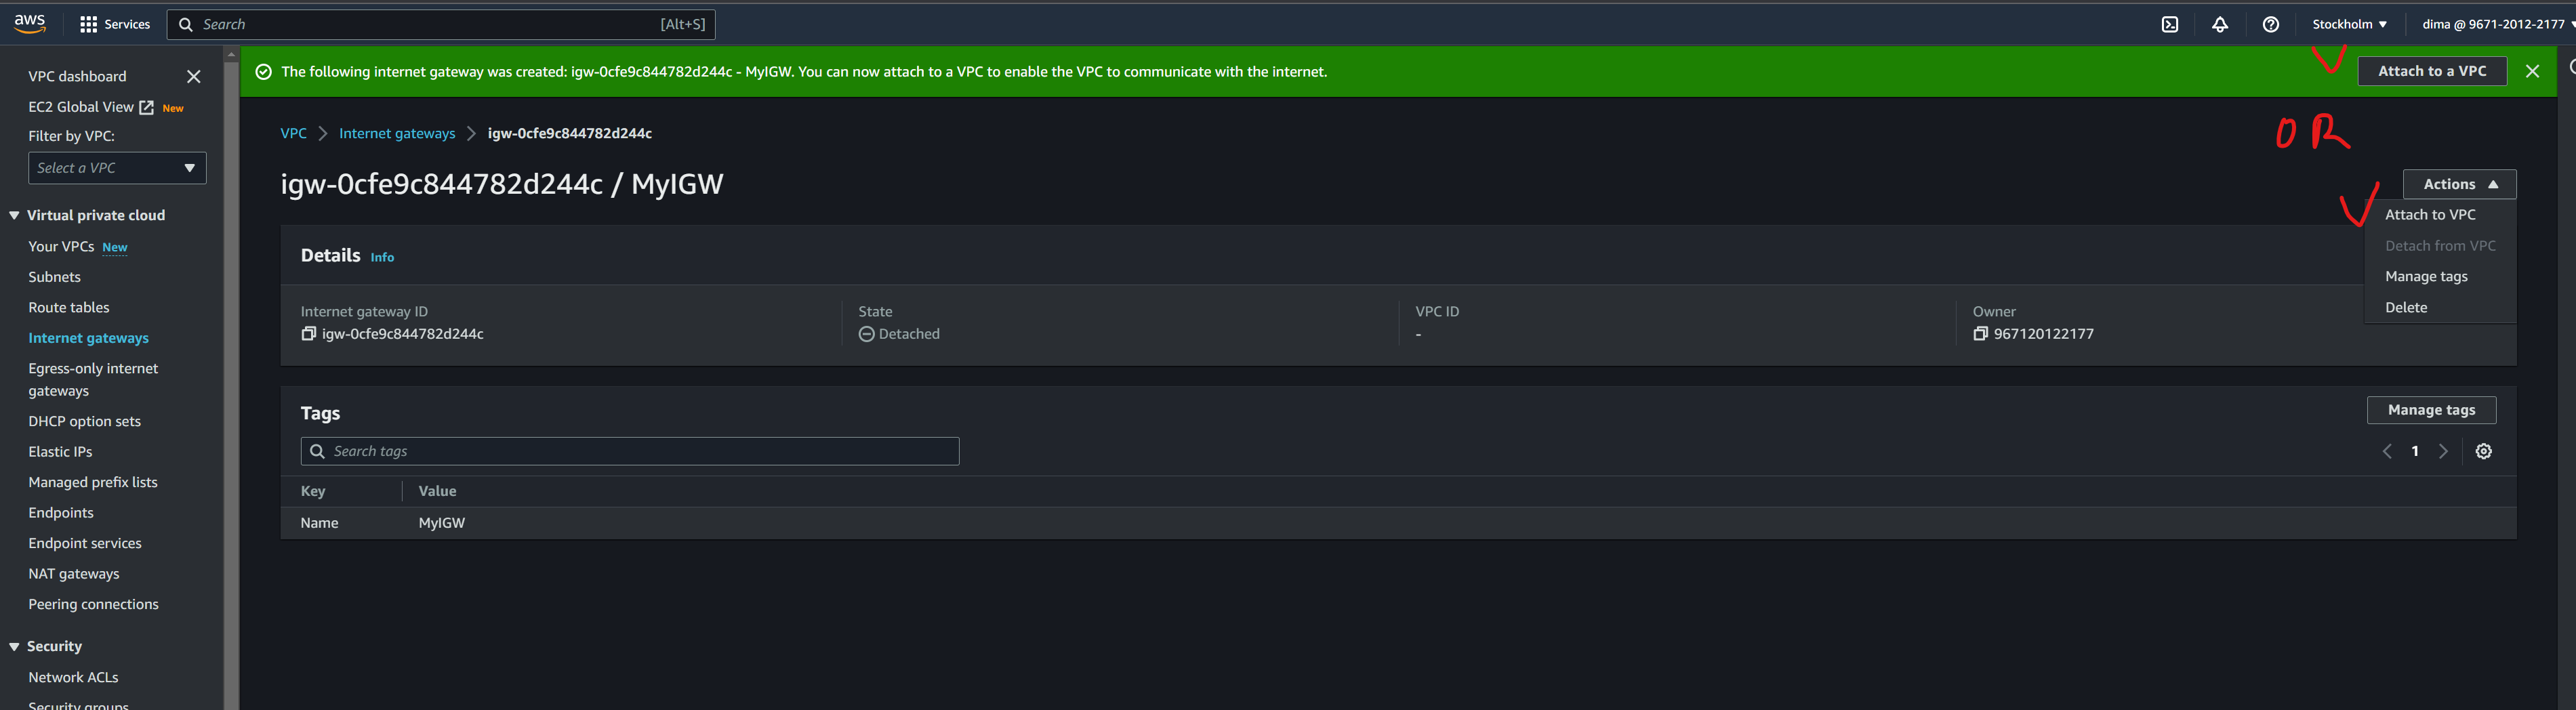 aws
Services
Search
[Alt+S]
Stockholm
dima @ 9671-2012-2177
VPC dashboard
EC2 Global View New
Filter by VPC:
Select a VPC
Virtual private cloud
Your VPCs New
Subnets
Route tables
Internet gateways
Egress-only internet
gateways
DHCP option sets
Elastic IPs
Managed prefix lists
Endpoints
Endpoint services
NAT gateways
Peering connections
Security
Network ACLs
Security groups
The following internet gateway was created: igw-0cfe9c844782d244c - MyIGW. You can now attach to a VPC to enable the VPC to communicate with the internet.
Attach to a VPC
OR
VPC
Internet gateways
igw-0cfe9c844782d244c
igw-0cfe9c844782d244c / MyIGW
Actions
Attach to VPC
Detach from VPC
Manage tags
Delete
Details Info
Internet gateway ID
igw-0cfe9c844782d244c
State
Detached
VPC ID
-
Owner
967120122177
Tags
Manage tags
Search tags
1
Key Value
Name MyIGW